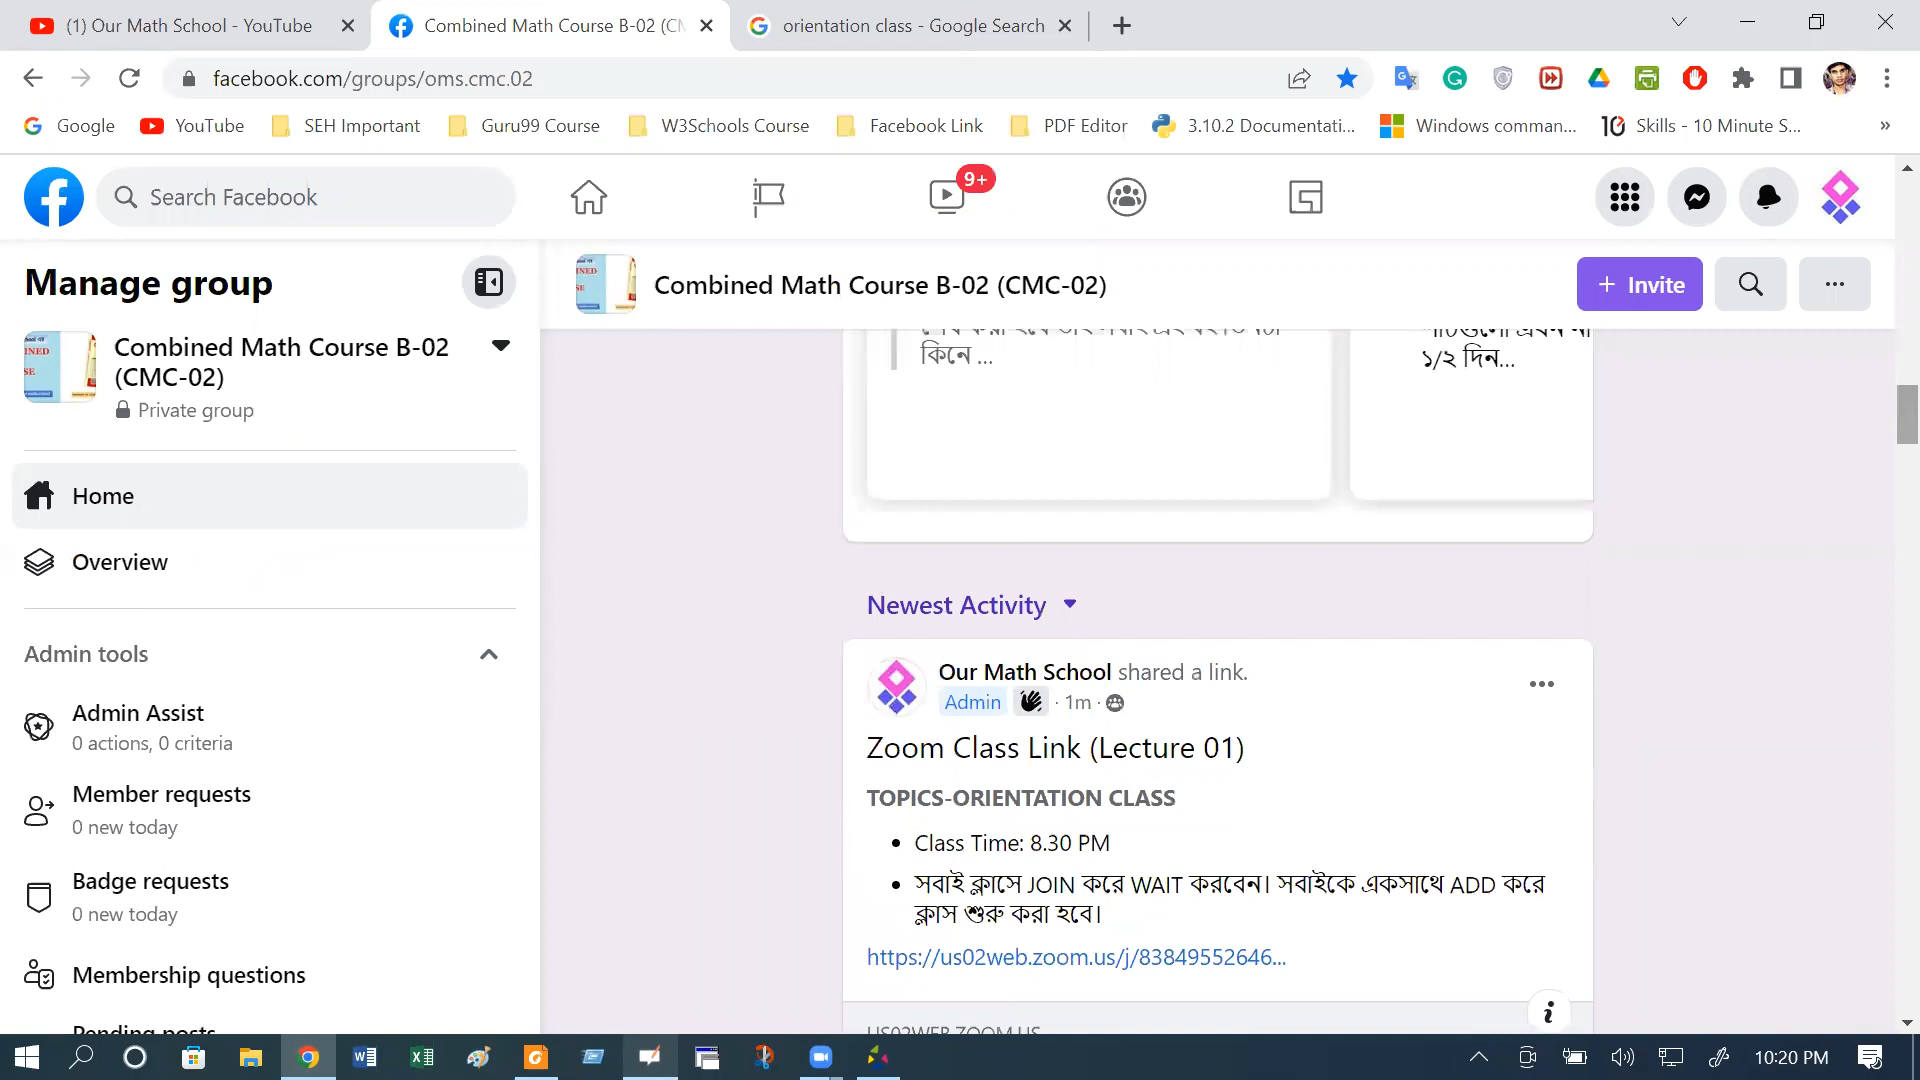 (1) Our Math School - YouTube
Combined Math Course B-02 (CM
orientation class - Google Search
facebook.com/groups/oms.cmc.02
Google
YouTube
SEH Important
Guru99 Course
W3Schools Course
Facebook Link
PDF Editor
3.10.2 Documentati...
Windows comman...
Skills - 10 Minute S...
»
Search Facebook
9+
Manage group
Combined Math Course B-02 (CMC-02)
+ Invite
...
Combined Math Course B-02
(CMC-02)
Private group
কিনে ...
১/২ দিন...
Home
Overview
Newest Activity
Admin tools
Our Math School shared a link.
Admin · 1m ·
Admin Assist
0 actions, 0 criteria
Zoom Class Link (Lecture 01)
TOPICS-ORIENTATION CLASS
Member requests
0 new today
• Class Time: 8.30 PM
• সবাই ক্লাসে JOIN করে WAIT করবেন। সবাইকে একসাথে ADD করে
ক্লাস শুরু করা হবে।
Badge requests
0 new today
https://us02web.zoom.us/j/83849552646...
Membership questions
Pending posts
US02WEB.ZOOM.US
10:20 PM